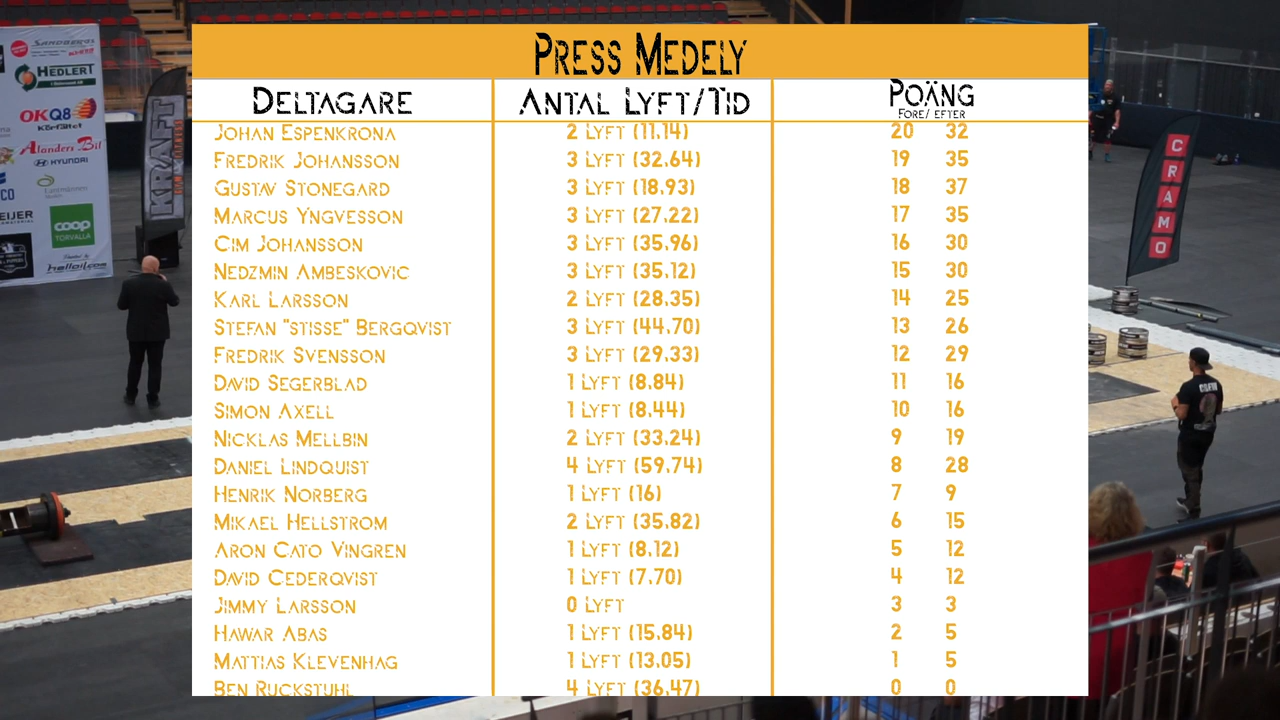 PRESS MEDELY
DELTAGARE ANTAL LYFT/TID POÄNG
FORE/ EFTER
JOHAN ESPENKRONA 2 LYFT (11.14) 20 32
FREDRIK JOHANSSON 3 LYFT (32.64) 19 35
GUSTAV STONEGARD 3 LYFT (18.93) 18 37
MARCUS YNGVESSON 3 LYFT (27.22) 17 35
CIM JOHANSSON 3 LYFT (35.96) 16 30
NEDZMIN AMBESKOVIC 3 LYFT (35.12) 15 30
KARL LARSSON 2 LYFT (28.35) 14 25
STEFAN "STISSE" BERGQVIST 3 LYFT (44.70) 13 26
FREDRIK SVENSSON 3 LYFT (29.33) 12 29
DAVID SEGERBLAD 1 LYFT (8.84) 11 16
SIMON AXELL 1 LYFT (8.44) 10 16
NICKLAS MELLBIN 2 LYFT (33.24) 9 19
DANIEL LINDQUIST 4 LYFT (59.74) 8 28
HENRIK NORBERG 1 LYFT (16) 7 9
MIKAEL HELLSTROM 2 LYFT (35.82) 6 15
ARON CATO VINGREN 1 LYFT (8.12) 5 12
DAVID CEDERQVIST 1 LYFT (7.70) 4 12
JIMMY LARSSON 0 LYFT 3 3
HAWAR ABAS 1 LYFT (15.84) 2 5
MATTIAS KLEVENHAG 1 LYFT (13.05) 1 5
BEN RUCKSTUHL 4 LYFT (36.47) 0 0
SANDBERGS
HEDLERT
OKQ8
Körfältet
Alanders Bil
HYUNDAI
coop
TORVALLA
KRAFT
CRAMO